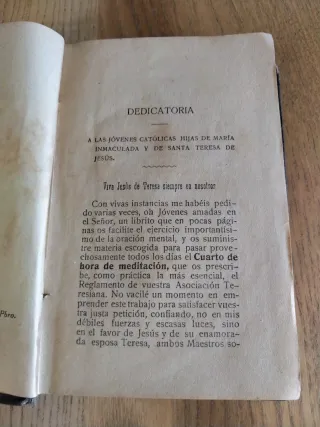 DEDICATORIA
A LAS JÓVENES CATÓLICAS HIJAS DE MARÍA
INMACULADA Y DE SANTA TERESA DE
JESÚS.
Viva Jesús de Teresa siempre en nosotras
Con vivas instancias me habéis pedi-
do varias veces, oh Jóvenes amadas en
el Señor, un librito que en pocas pági-
nas os facilite el ejercicio importantísi-
mo de la oración mental, y os suminis-
tre materia escogida para pasar prove-
chosamente todos los días el Cuarto de
hora de meditación, que os prescri-
be, como práctica la más esencial, el
Reglamento de vuestra Asociación Te-
resiana. No vacilé un momento en em-
prender este trabajo para satisfacer vues-
tra justa petición, confiando, no en mis
débiles fuerzas y escasas luces, sino
en el favor de Jesús y de su enamora-
da esposa Teresa, ambos Maestros so-
Pbro.